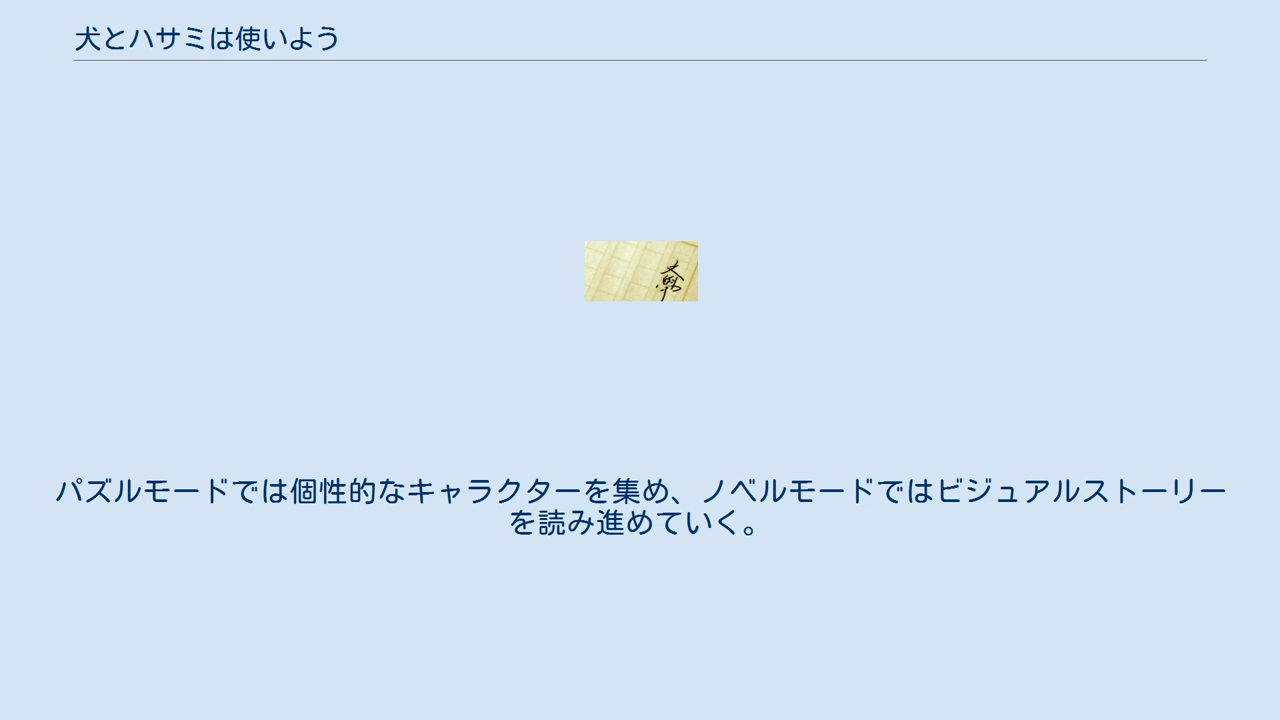 犬とハサミは使いよう
パズルモードでは個性的なキャラクターを集め、ノベルモードではビジュアルストーリー
を読み進めていく。